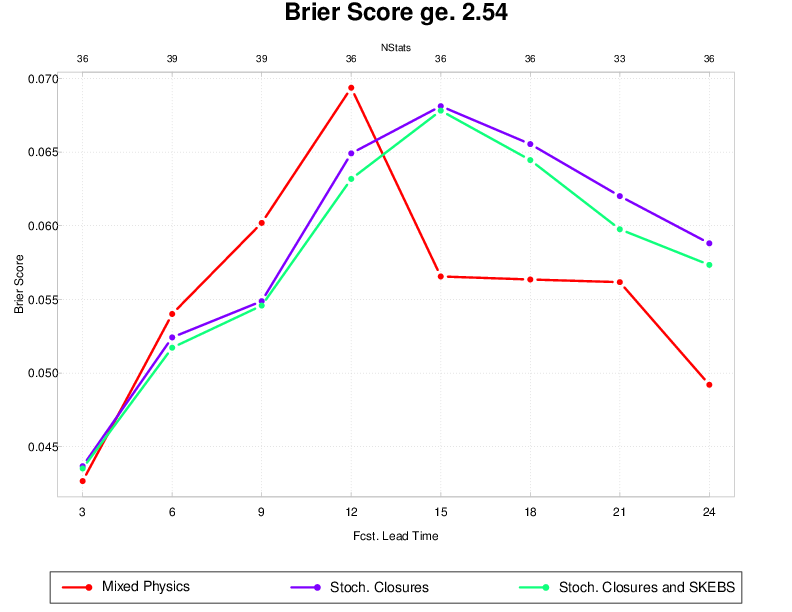 Brier Score ge. 2.54
NStats
36 39 39 36 36 36 33 36
0.070
0.065
0.060
0.055
0.050
0.045
Brier Score
3 6 9 12 15 18 21 24
Fcst. Lead Time
Mixed Physics Stoch. Closures Stoch. Closures and SKEBS